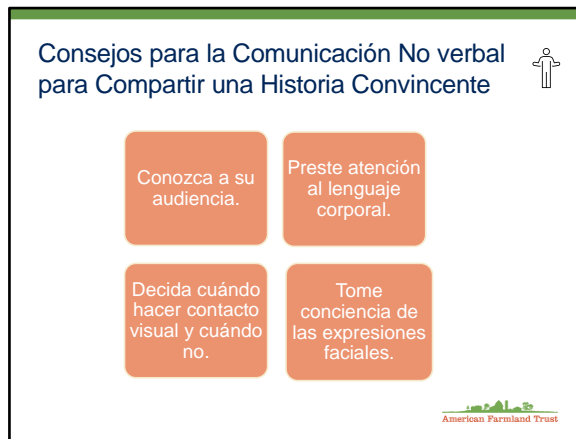 Consejos para la Comunicación No verbal
para Compartir una Historia Convincente
Conozca a su
audiencia.
Preste atención
al lenguaje
corporal.
Decida cuándo
hacer contacto
visual y cuándo
no.
Tome
conciencia de
las expresiones
faciales.
American Farmland Trust